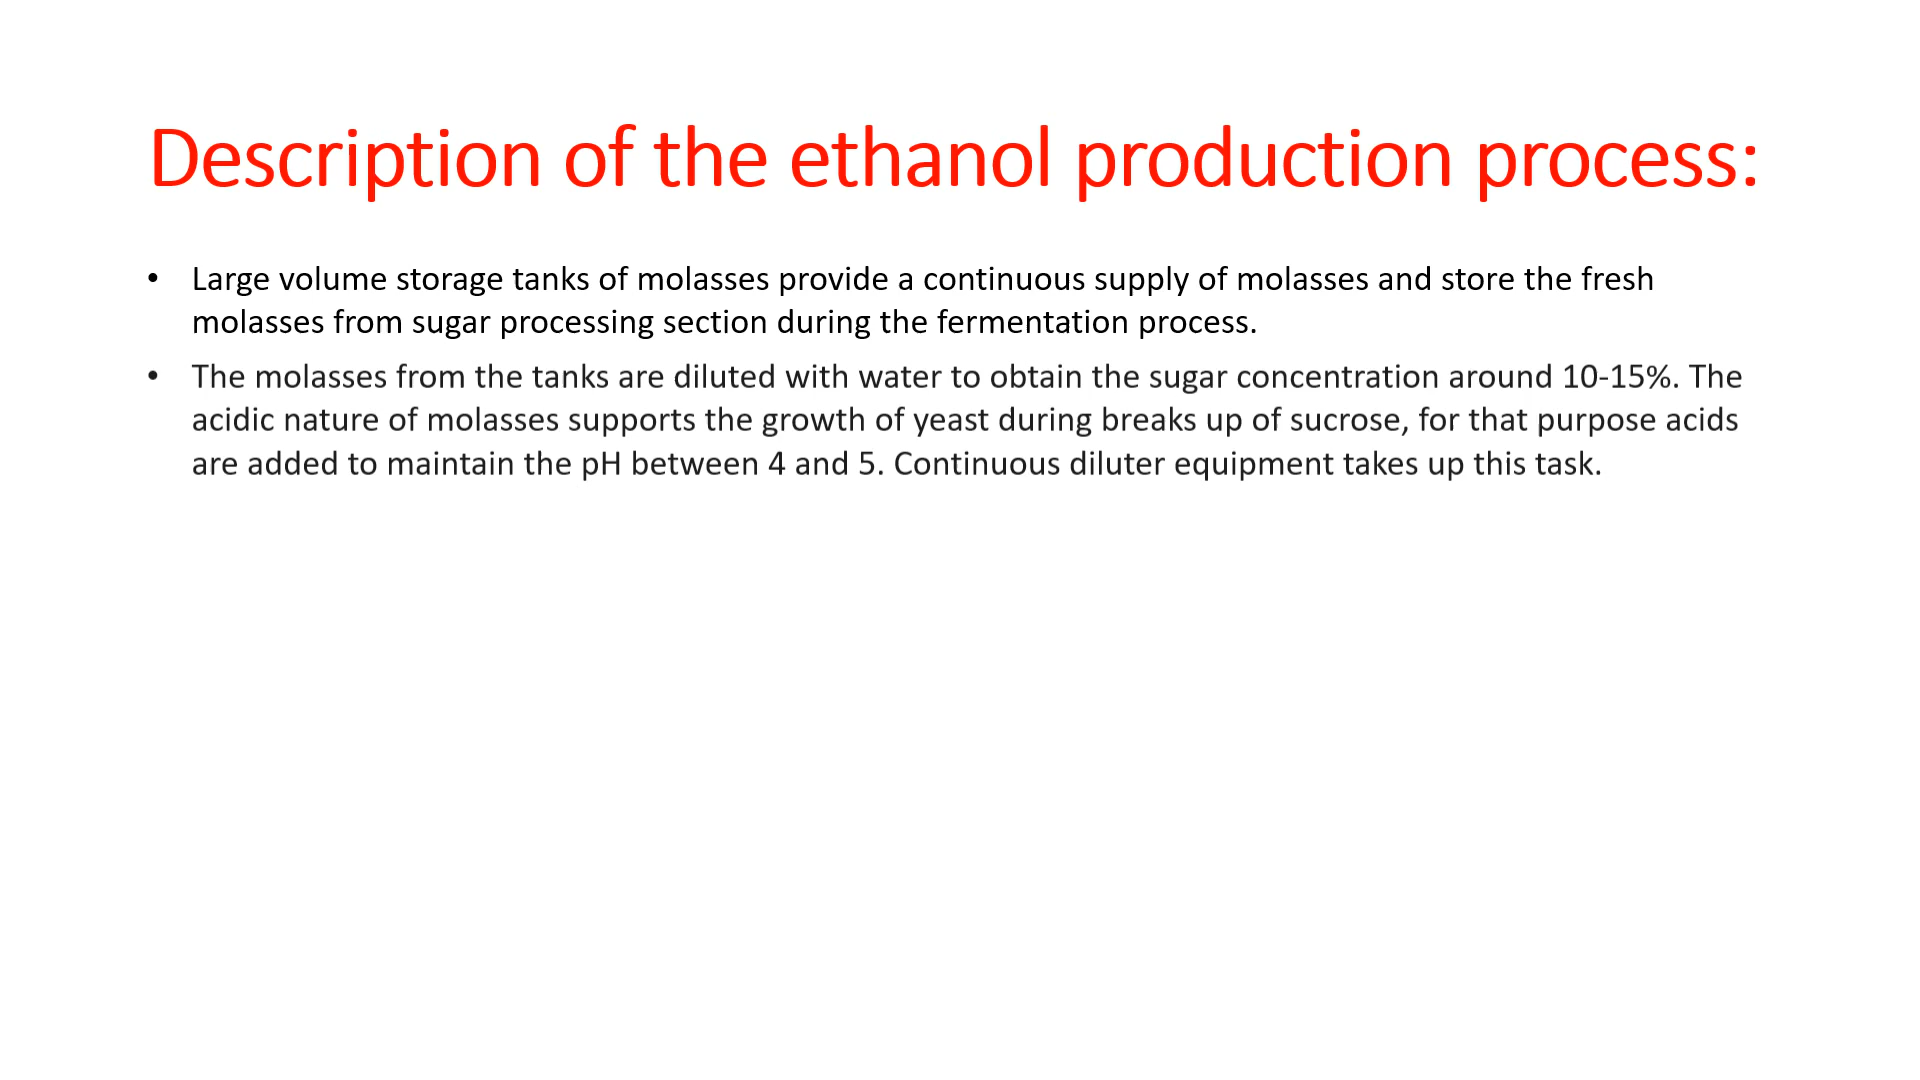 Description of the ethanol production process:
• Large volume storage tanks of molasses provide a continuous supply of molasses and store the fresh
molasses from sugar processing section during the fermentation process.
• The molasses from the tanks are diluted with water to obtain the sugar concentration around 10-15%. The
acidic nature of molasses supports the growth of yeast during breaks up of sucrose, for that purpose acids
are added to maintain the pH between 4 and 5. Continuous diluter equipment takes up this task.